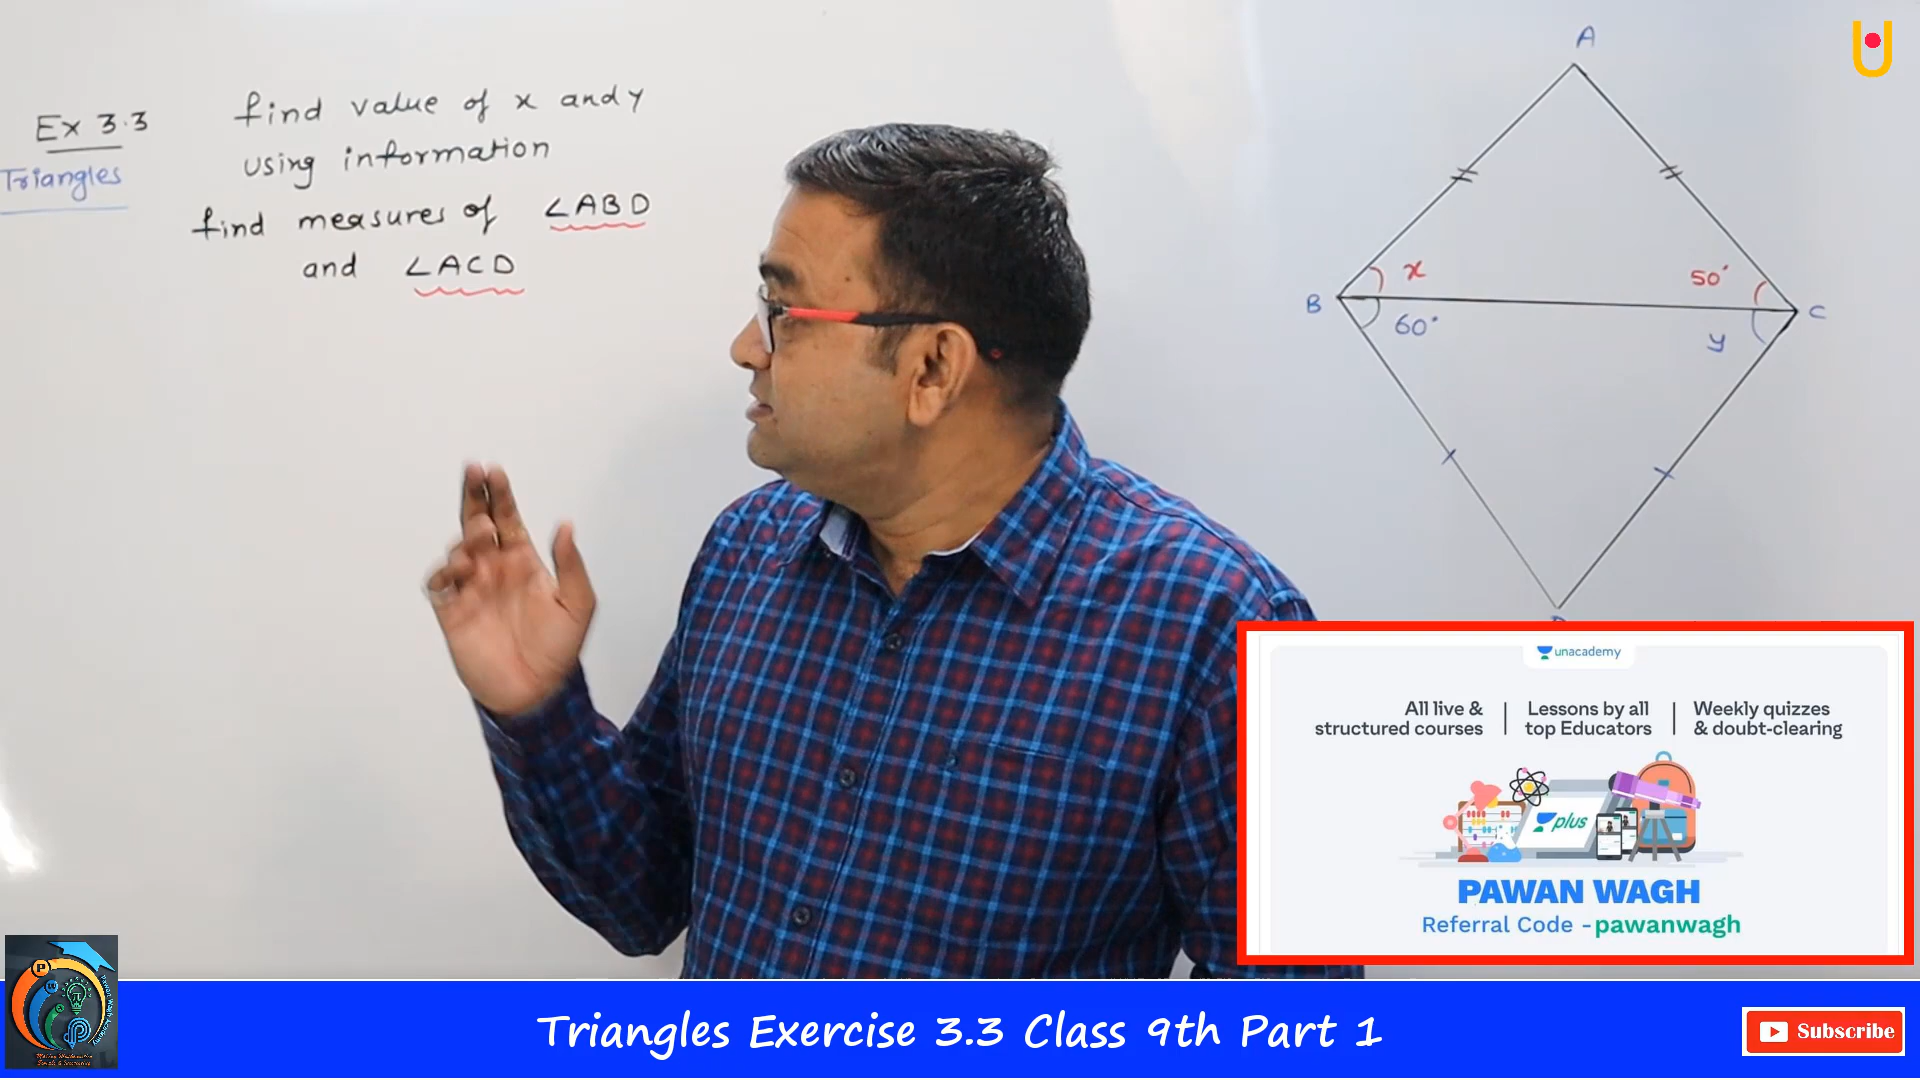 Ex 3.3
Triangles
find value of x and y
using information
find measures of ∠ABD
and ∠ACD
A
x
50°
B
C
60°
y
unacademy
All live &
structured courses
Lessons by all
top Educators
Weekly quizzes
& doubt-clearing
plus
PAWAN WAGH
Referral Code -pawanwagh
Triangles Exercise 3.3 Class 9th Part 1
Subscribe